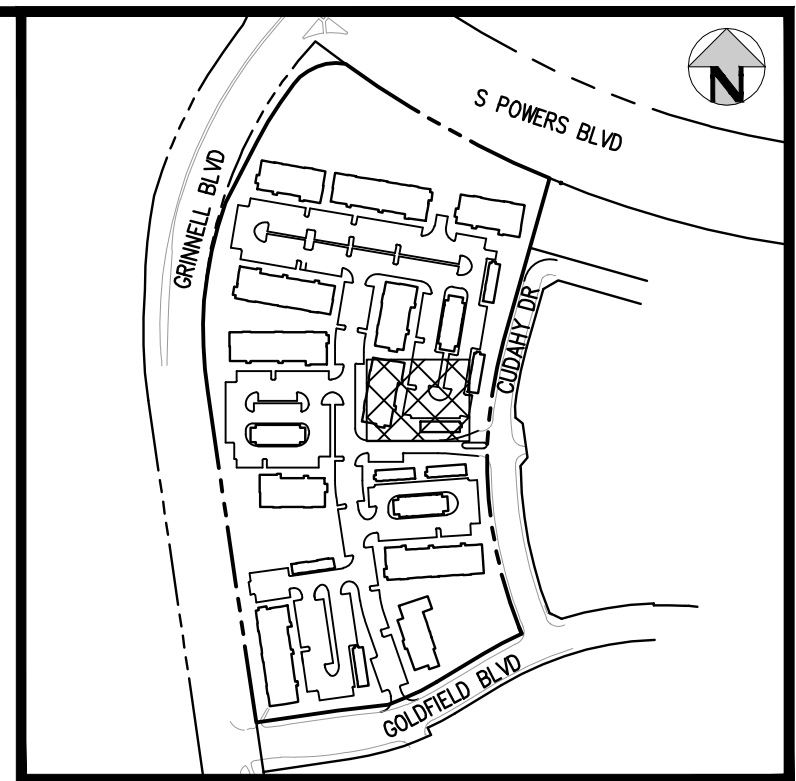 N
S POWERS BLVD
GRINNELL BLVD
CUDAHY DR
GOLDFIELD BLVD